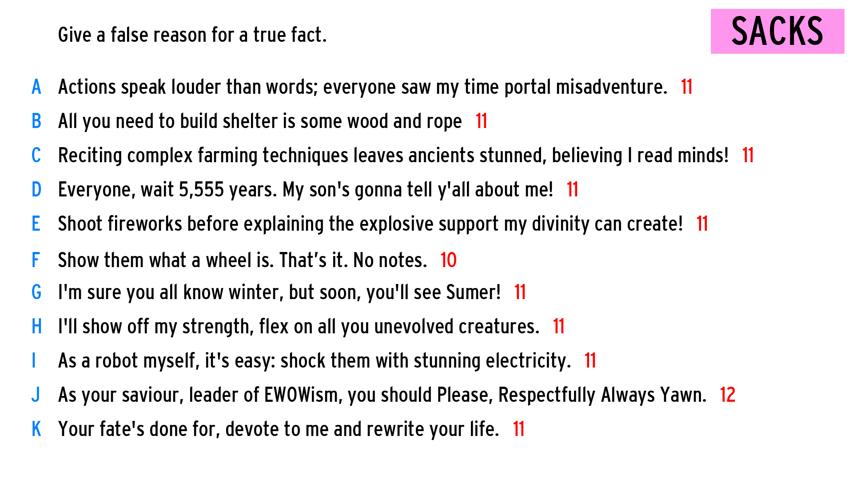 Give a false reason for a true fact.
SACKS
A Actions speak louder than words; everyone saw my time portal misadventure. 11
B All you need to build shelter is some wood and rope 11
C Reciting complex farming techniques leaves ancients stunned, believing I read minds! 11
D Everyone, wait 5,555 years. My son's gonna tell y'all about me! 11
E Shoot fireworks before explaining the explosive support my divinity can create! 11
F Show them what a wheel is. That’s it. No notes. 10
G I'm sure you all know winter, but soon, you'll see Sumer! 11
H I'll show off my strength, flex on all you unevolved creatures. 11
I As a robot myself, it's easy: shock them with stunning electricity. 11
J As your saviour, leader of EWOWism, you should Please, Respectfully Always Yawn. 12
K Your fate's done for, devote to me and rewrite your life. 11